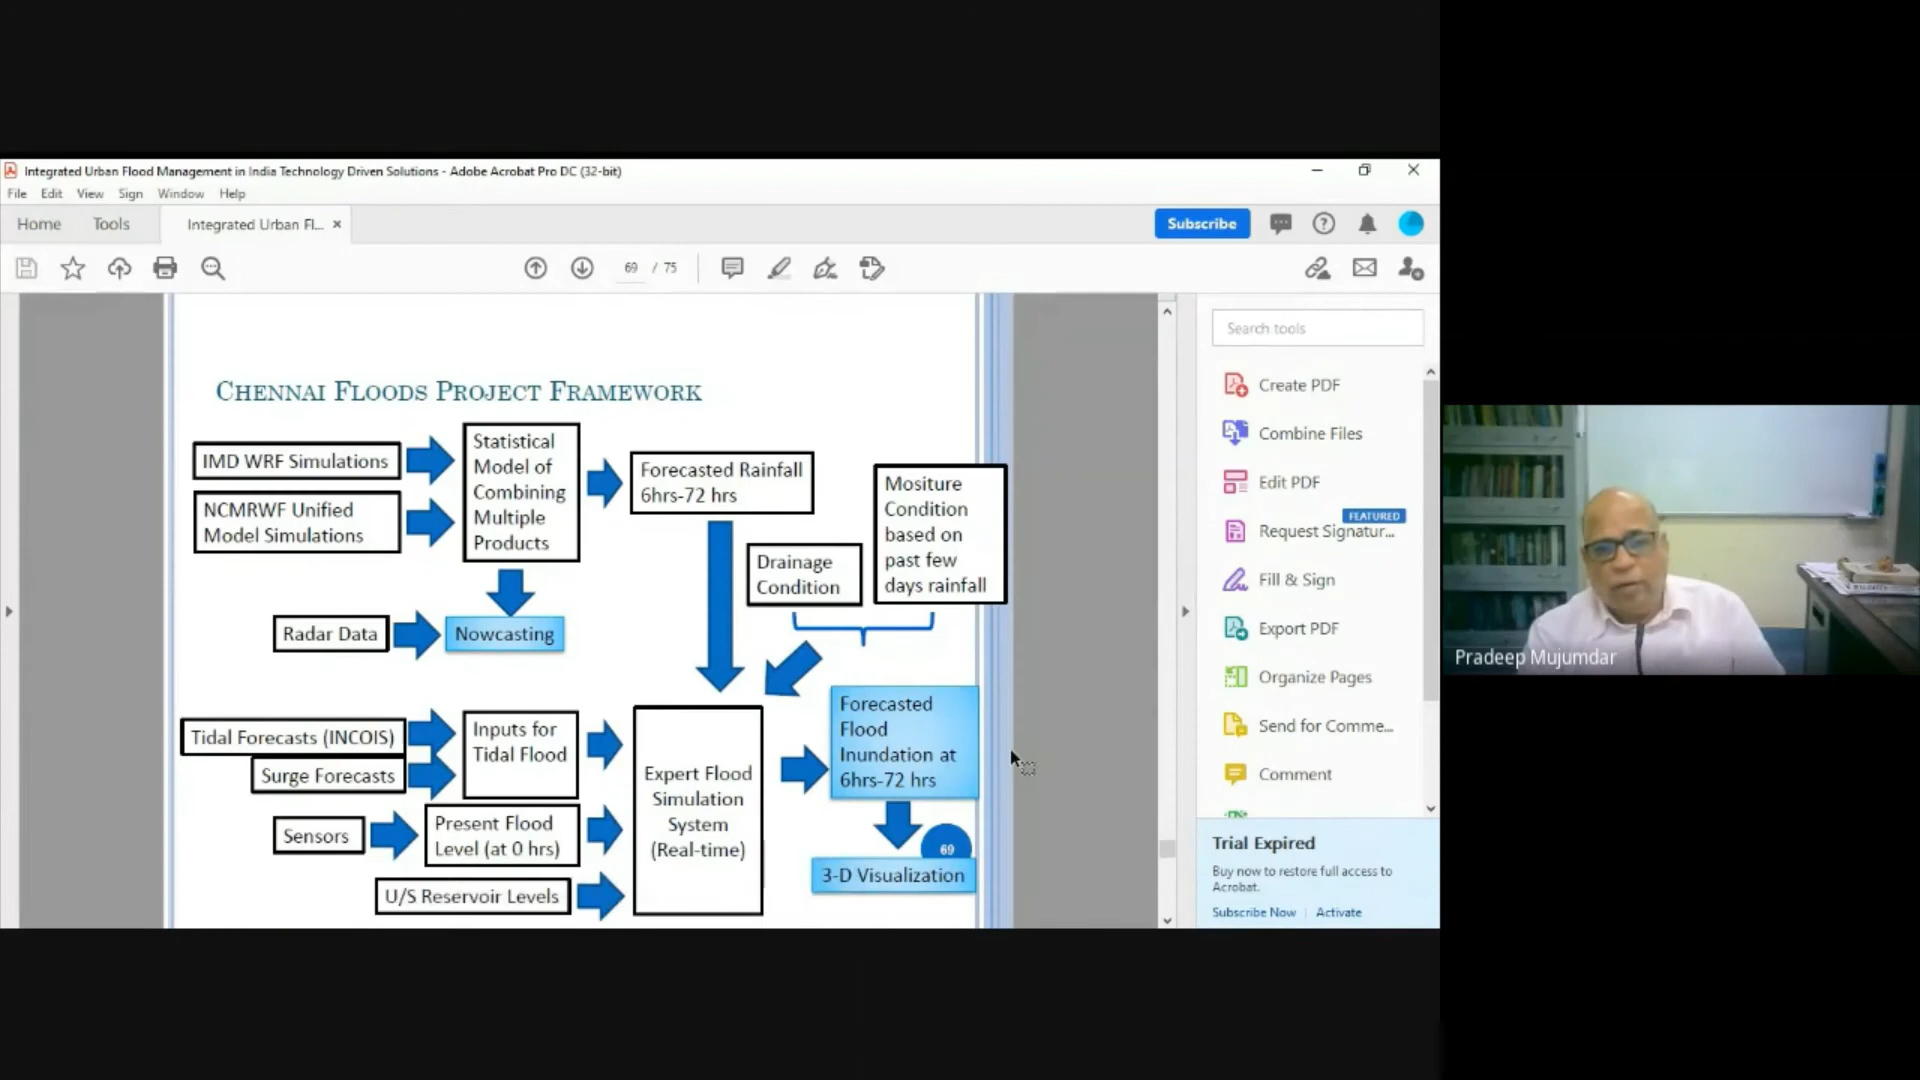 Integrated Urban Flood Management in India Technology Driven Solutions - Adobe Acrobat Pro DC (32-bit)
File Edit View Sign Window Help
Home Tools Integrated Urban Fl... ×
Subscribe
69 / 75
Search tools
Create PDF
Combine Files
Edit PDF
FEATURED
Request Signatur...
Fill & Sign
Export PDF
Organize Pages
Send for Comme...
Comment
Trial Expired
Buy now to restore full access to
Acrobat.
Subscribe Now | Activate
CHENNAI FLOODS PROJECT FRAMEWORK
IMD WRF Simulations
NCMRWF Unified
Model Simulations
Statistical
Model of
Combining
Multiple
Products
Forecasted Rainfall
6hrs-72 hrs
Mositure
Condition
based on
past few
days rainfall
Drainage
Condition
Radar Data
Nowcasting
Tidal Forecasts (INCOIS)
Surge Forecasts
Inputs for
Tidal Flood
Sensors
Present Flood
Level (at 0 hrs)
U/S Reservoir Levels
Expert Flood
Simulation
System
(Real-time)
Forecasted
Flood
Inundation at
6hrs-72 hrs
69
3-D Visualization
Pradeep Mujumdar